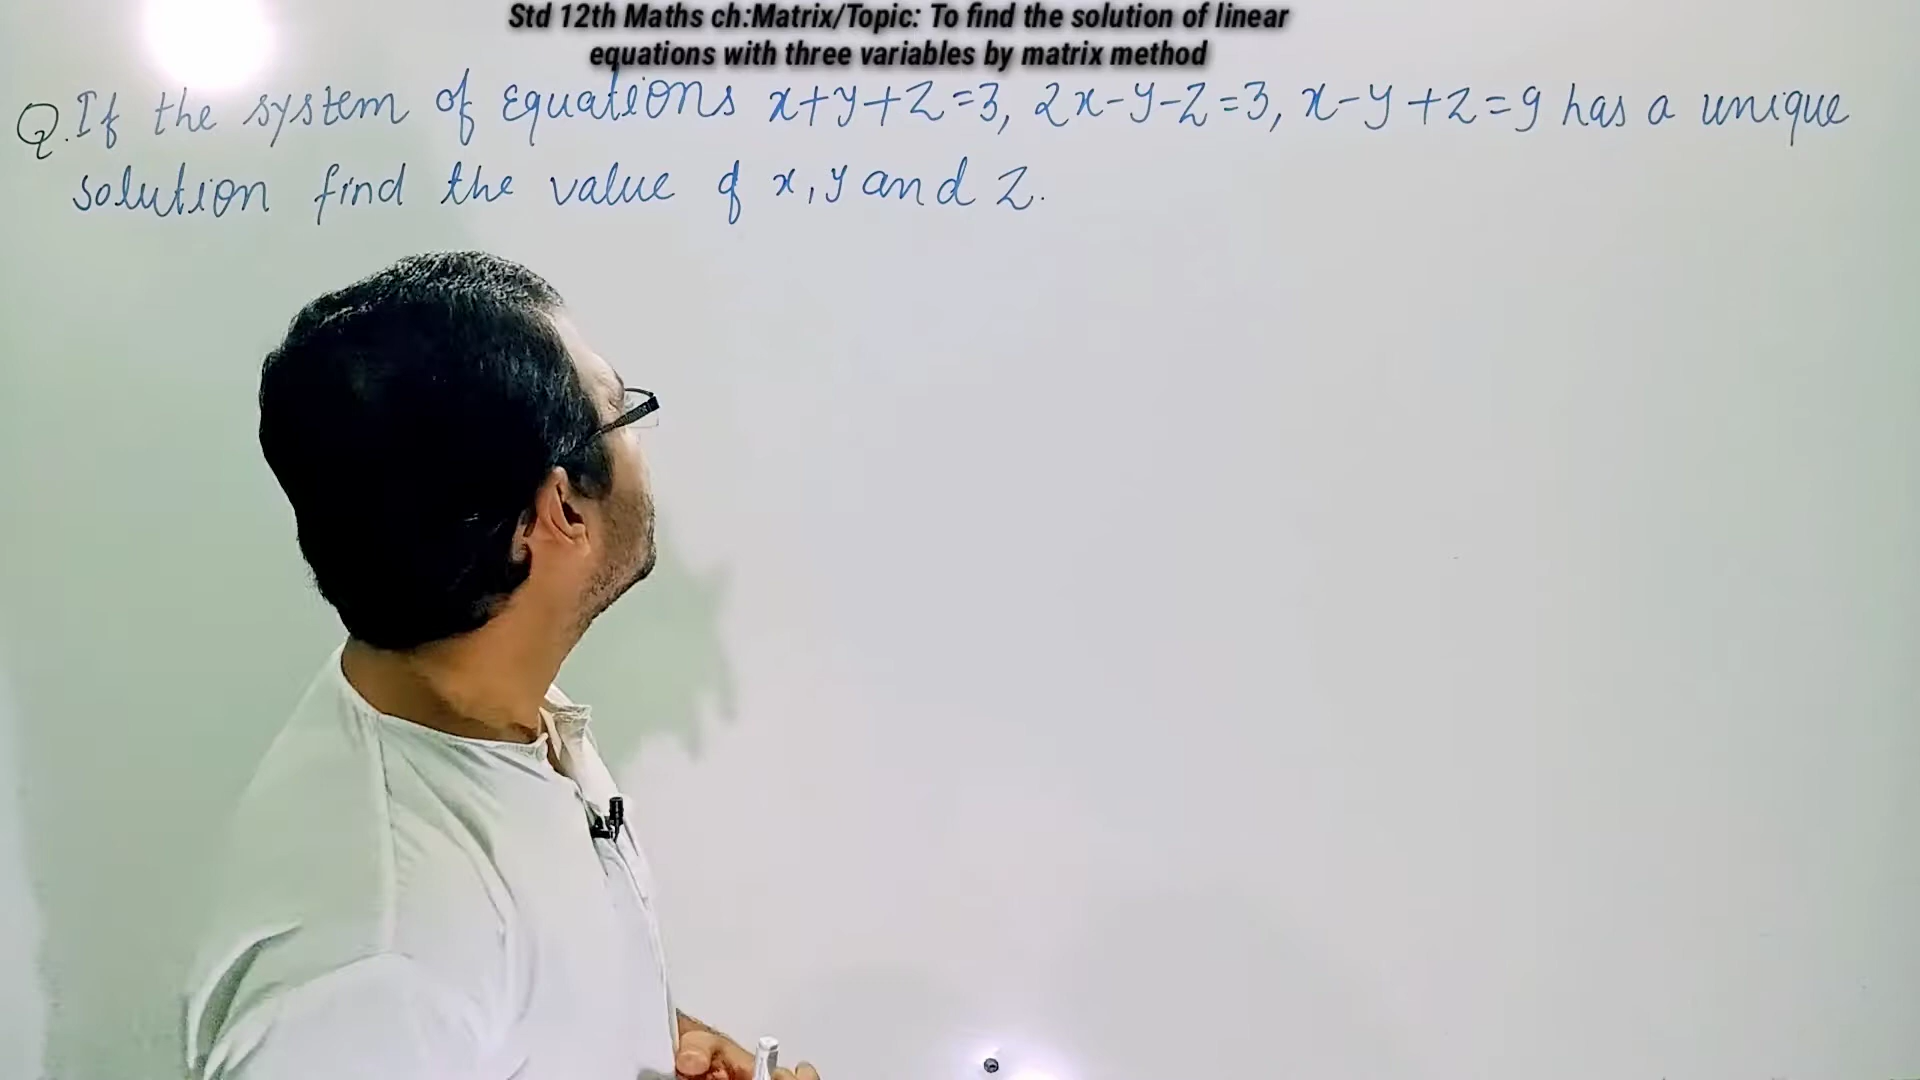 Std 12th Maths ch:Matrix/Topic: To find the solution of linear
equations with three variables by matrix method
Q. If the system of equations x+y+z=3, 2x-y-z=3, x-y+z=9 has a unique
solution find the value of x, y and z.